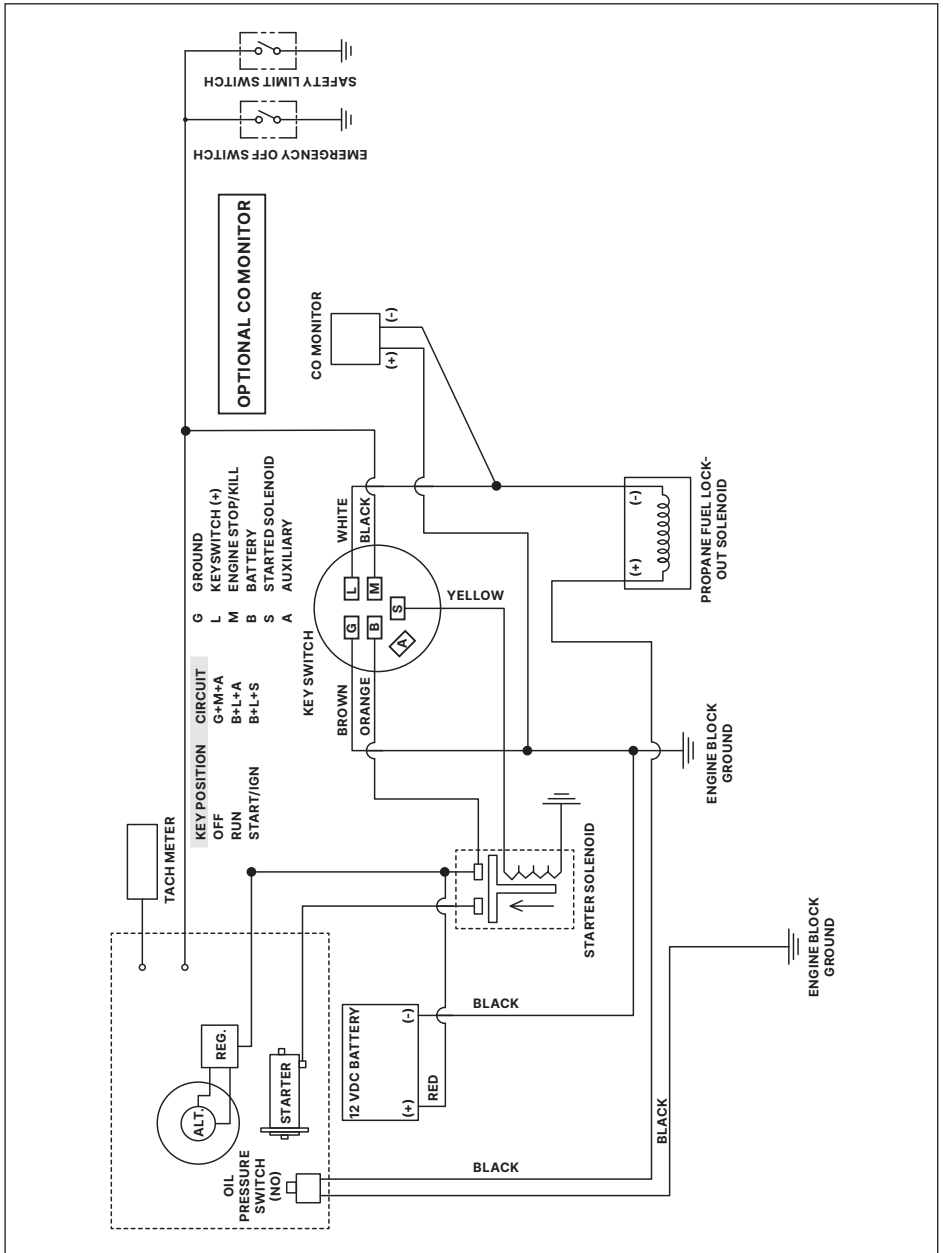 SAFETY LIMIT SWITCH
EMERGENCY OFF SWITCH
OPTIONAL CO MONITOR
CO MONITOR
(+)
(-)
TACH METER
KEY POSITION CIRCUIT
OFF G+M+A
RUN B+L+A
START/IGN B+L+S
G GROUND
L KEYSWITCH (+)
M ENGINE STOP/KILL
B BATTERY
S STARTED SOLENOID
A AUXILIARY
KEY SWITCH
BROWN
ORANGE
WHITE
BLACK
G
L
B
M
S
A
YELLOW
ALT.
REG.
STARTER
OIL
PRESSURE
SWITCH
(NO)
12 VDC BATTERY
(+)
(-)
RED
BLACK
STARTER SOLENOID
(+)
(-)
PROPANE FUEL LOCK-
OUT SOLENOID
ENGINE BLOCK
GROUND
BLACK
BLACK
ENGINE BLOCK
GROUND